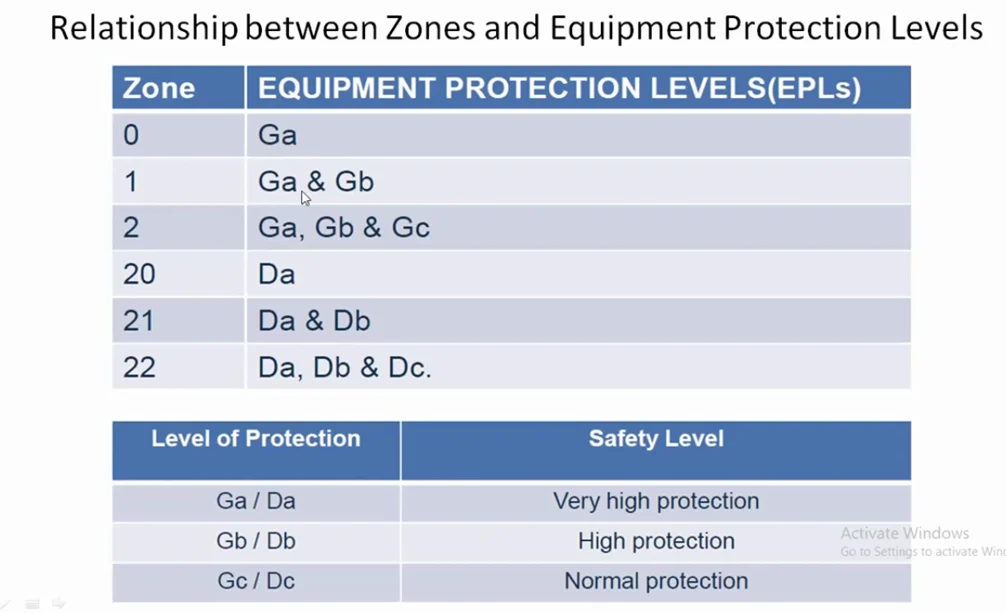 Relationship between Zones and Equipment Protection Levels
Zone EQUIPMENT PROTECTION LEVELS(EPLs)
0 Ga
1 Ga & Gb
2 Ga, Gb & Gc
20 Da
21 Da & Db
22 Da, Db & Dc.
Level of Protection Safety Level
Ga / Da Very high protection
Gb / Db High protection
Gc / Dc Normal protection
Activate Windows
Go to Settings to activate Win